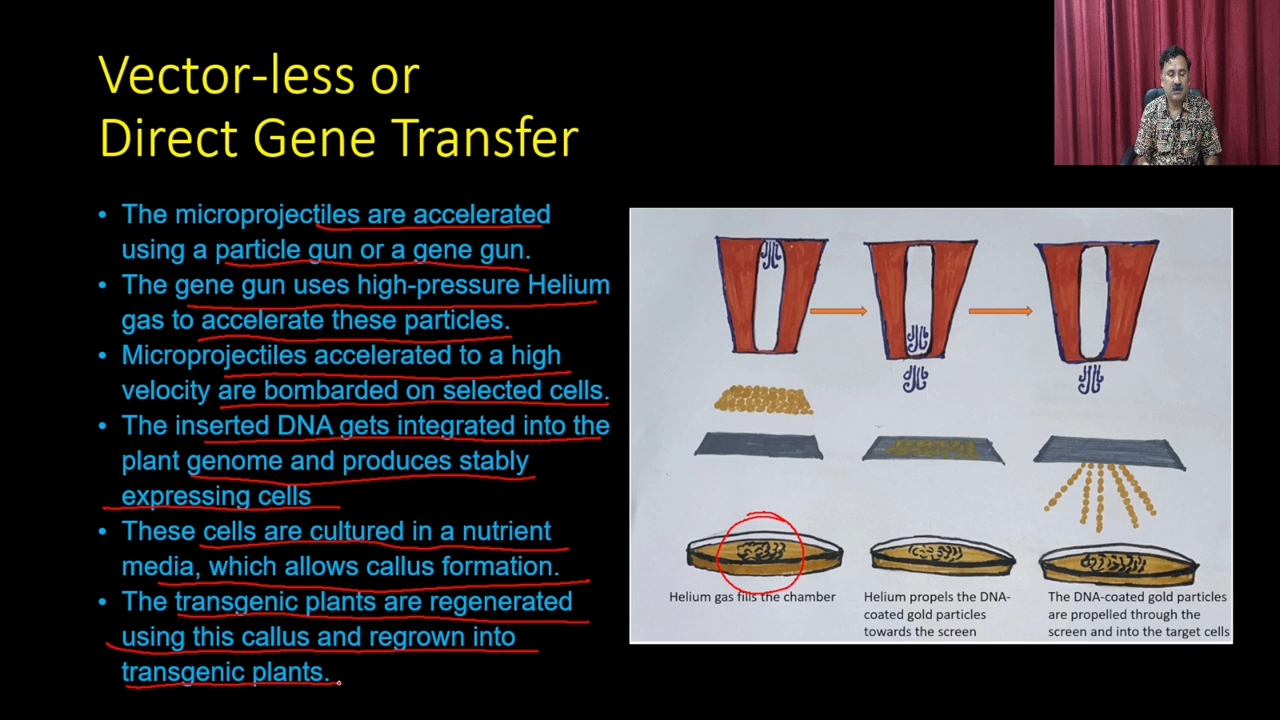 Vector-less or
Direct Gene Transfer
• The microprojectiles are accelerated
using a particle gun or a gene gun.
• The gene gun uses high-pressure Helium
gas to accelerate these particles.
• Microprojectiles accelerated to a high
velocity are bombarded on selected cells.
• The inserted DNA gets integrated into the
plant genome and produces stably
expressing cells
• These cells are cultured in a nutrient
media, which allows callus formation.
• The transgenic plants are regenerated
using this callus and regrown into
transgenic plants.
Helium gas fills the chamber
Helium propels the DNA-
coated gold particles
towards the screen
The DNA-coated gold particles
are propelled through the
screen and into the target cells